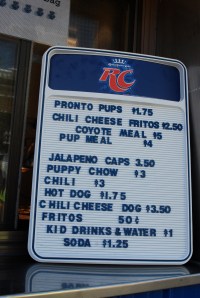 Bag
RC
PRONTO PUPS $1.75
CHILI CHEESE FRITOS $2.50
COYOTE MEAL $5
PUP MEAL $4
JALAPENO CAPS 3.50
PUPPY CHOW $3
CHILI $3
HOT DOG $1.75
CHILI CHEESE DOG $3.50
FRITOS 50¢
KID DRINKS & WATER $1
SODA $1.25